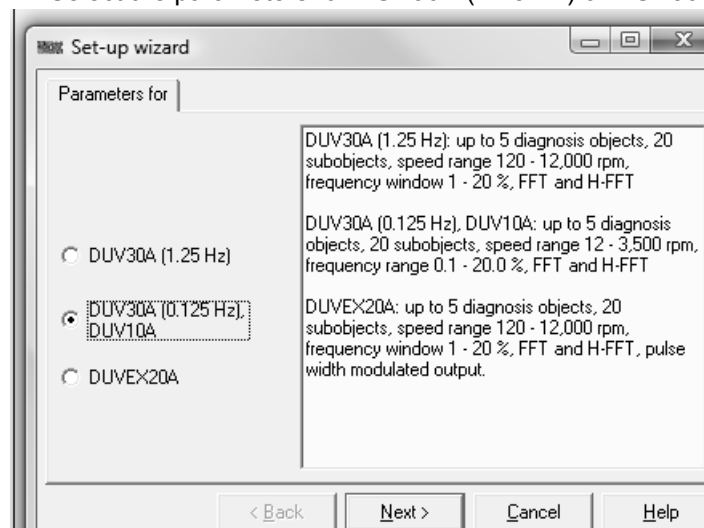 Set-up wizard
Parameters for
DUV30A (1.25 Hz)
DUV30A (0.125 Hz),
DUV10A
DUVEX20A
DUV30A (1.25 Hz): up to 5 diagnosis objects, 20
subobjects, speed range 120 - 12,000 rpm,
frequency window 1 - 20 %, FFT and H-FFT
DUV30A (0.125 Hz), DUV10A: up to 5 diagnosis
objects, 20 subobjects, speed range 12 - 3,500 rpm,
frequency range 0.1 - 20.0 %, FFT and H-FFT
DUVEX20A: up to 5 diagnosis objects, 20
subobjects, speed range 120 - 12,000 rpm,
frequency window 1 - 20 %, FFT and H-FFT, pulse
width modulated output.
< Back
Next >
Cancel
Help